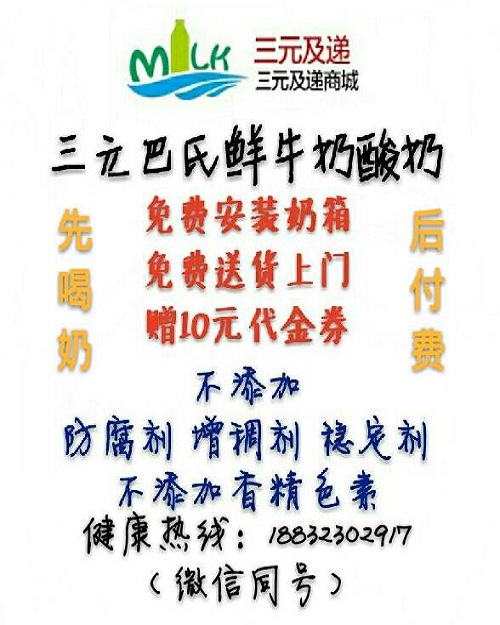 MILK
三元及递
三元及递商城
三元巴氏鲜牛奶酸奶
先喝奶
免费安装奶箱
免费送货上门
赠10元代金券
后付费
不添加
防腐剂 增稠剂 稳定剂
不添加香精色素
健康热线：18832302917
（微信同号）